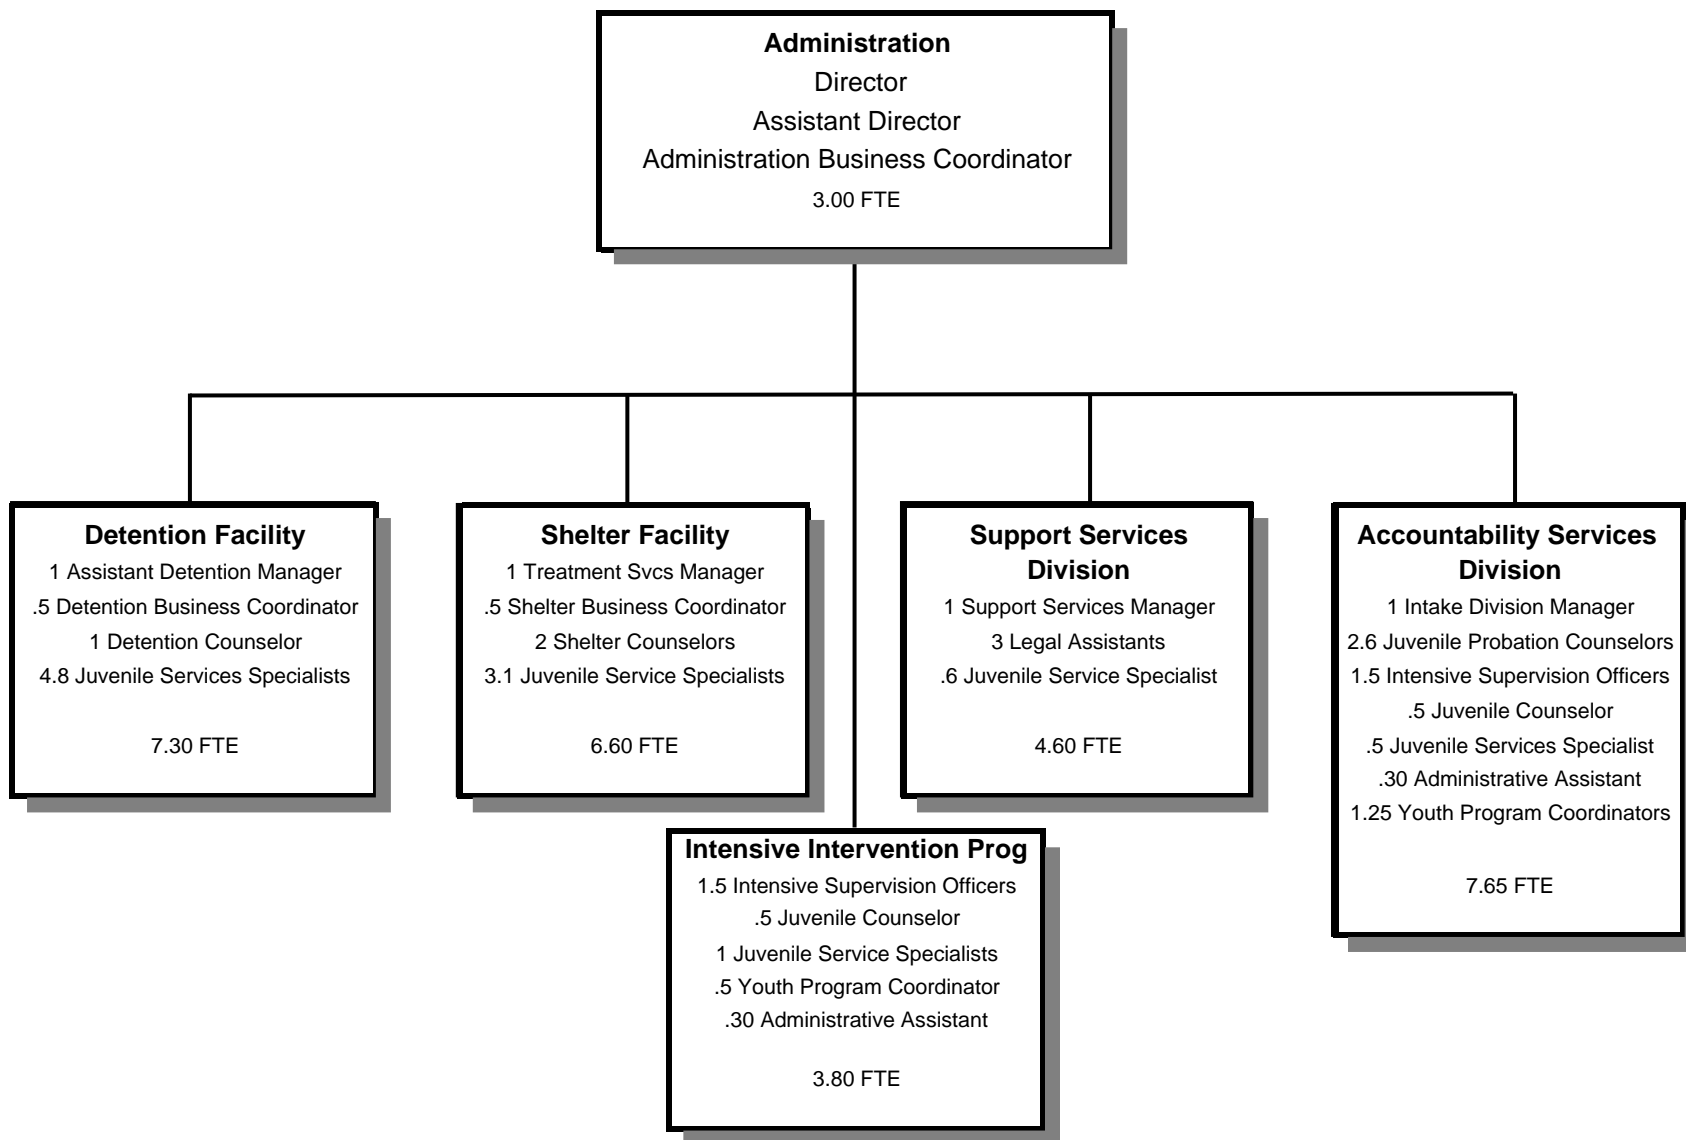 Administration
Director
Assistant Director
Administration Business Coordinator
3.00 FTE
Detention Facility
1 Assistant Detention Manager
.5 Detention Business Coordinator
1 Detention Counselor
4.8 Juvenile Services Specialists
7.30 FTE
Shelter Facility
1 Treatment Svcs Manager
.5 Shelter Business Coordinator
2 Shelter Counselors
3.1 Juvenile Service Specialists
6.60 FTE
Support Services
Division
1 Support Services Manager
3 Legal Assistants
.6 Juvenile Service Specialist
4.60 FTE
Accountability Services
Division
1 Intake Division Manager
2.6 Juvenile Probation Counselors
1.5 Intensive Supervision Officers
.5 Juvenile Counselor
.5 Juvenile Services Specialist
.30 Administrative Assistant
1.25 Youth Program Coordinators
7.65 FTE
Intensive Intervention Prog
1.5 Intensive Supervision Officers
.5 Juvenile Counselor
1 Juvenile Service Specialists
.5 Youth Program Coordinator
.30 Administrative Assistant
3.80 FTE